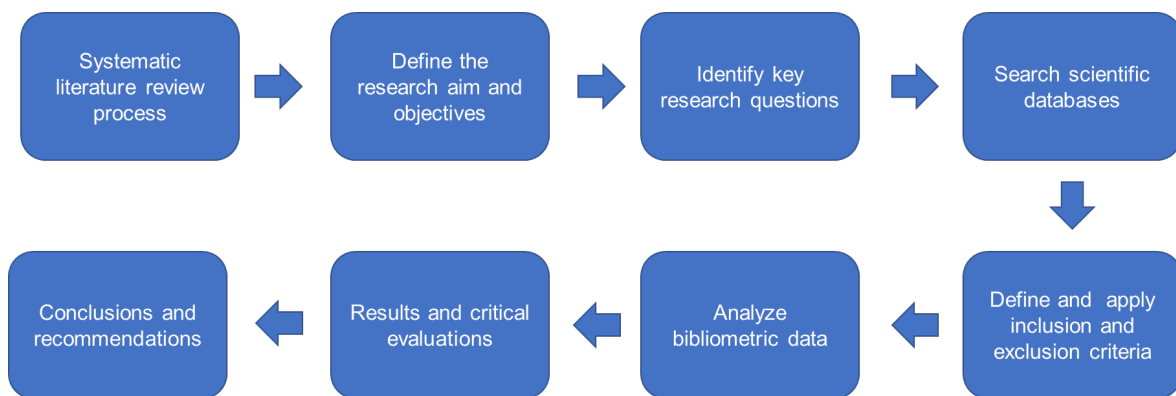 Systematic
literature review
process
Define the
research aim and
objectives
Identify key
research questions
Search scientific
databases
Define and apply
inclusion and
exclusion criteria
Analyze
bibliometric data
Results and critical
evaluations
Conclusions and
recommendations